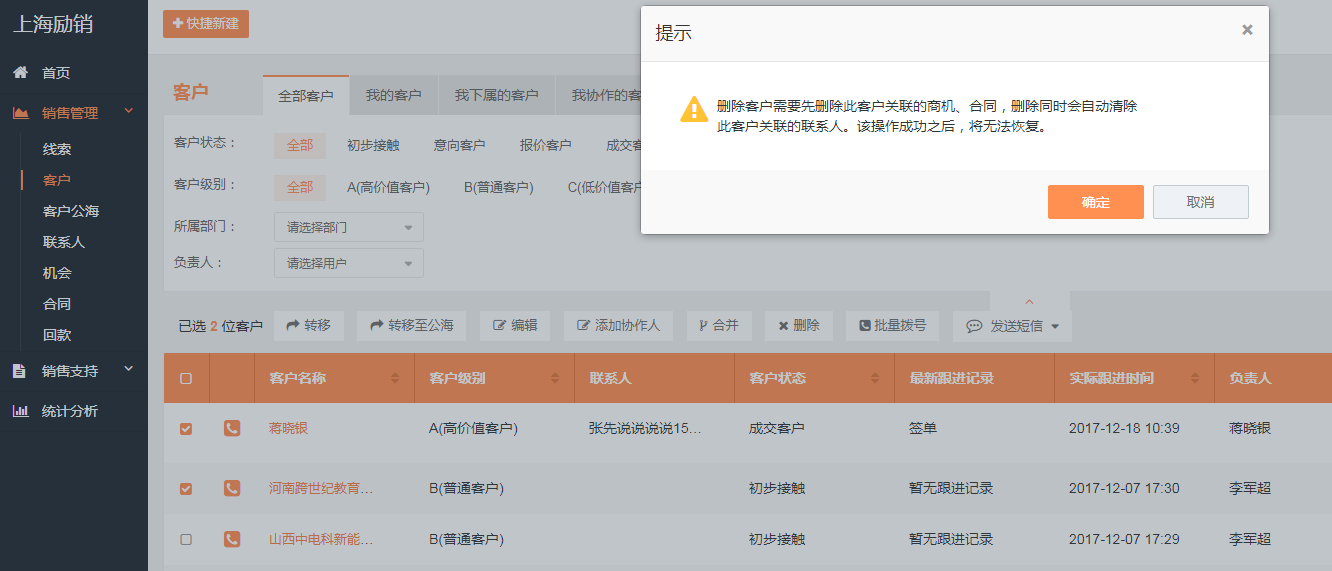 上海励销
快捷新建
提示
首页
销售管理
线索
客户
客户公海
联系人
机会
合同
回款
销售支持
统计分析
客户
全部客户
我的客户
我下属的客户
我协作的客
删除客户需要先删除此客户关联的商机、合同，删除同时会自动清除
此客户关联的联系人。该操作成功之后，将无法恢复。
确定
取消
客户状态：
全部
初步接触
意向客户
报价客户
成交客
客户级别：
全部
A(高价值客户)
B(普通客户)
C(低价值客户
所属部门：
请选择部门
负责人：
请选择用户
已选 2 位客户
转移
转移至公海
编辑
添加协作人
合并
删除
批量拨号
发送短信
客户名称
客户级别
联系人
客户状态
最新跟进记录
实际跟进时间
负责人
蒋晓银
A(高价值客户)
张先说说说说15...
成交客户
签单
2017-12-18 10:39
蒋晓银
河南跨世纪教育...
B(普通客户)
初步接触
暂无跟进记录
2017-12-07 17:30
李军超
山西中电科新能...
B(普通客户)
初步接触
暂无跟进记录
2017-12-07 17:29
李军超